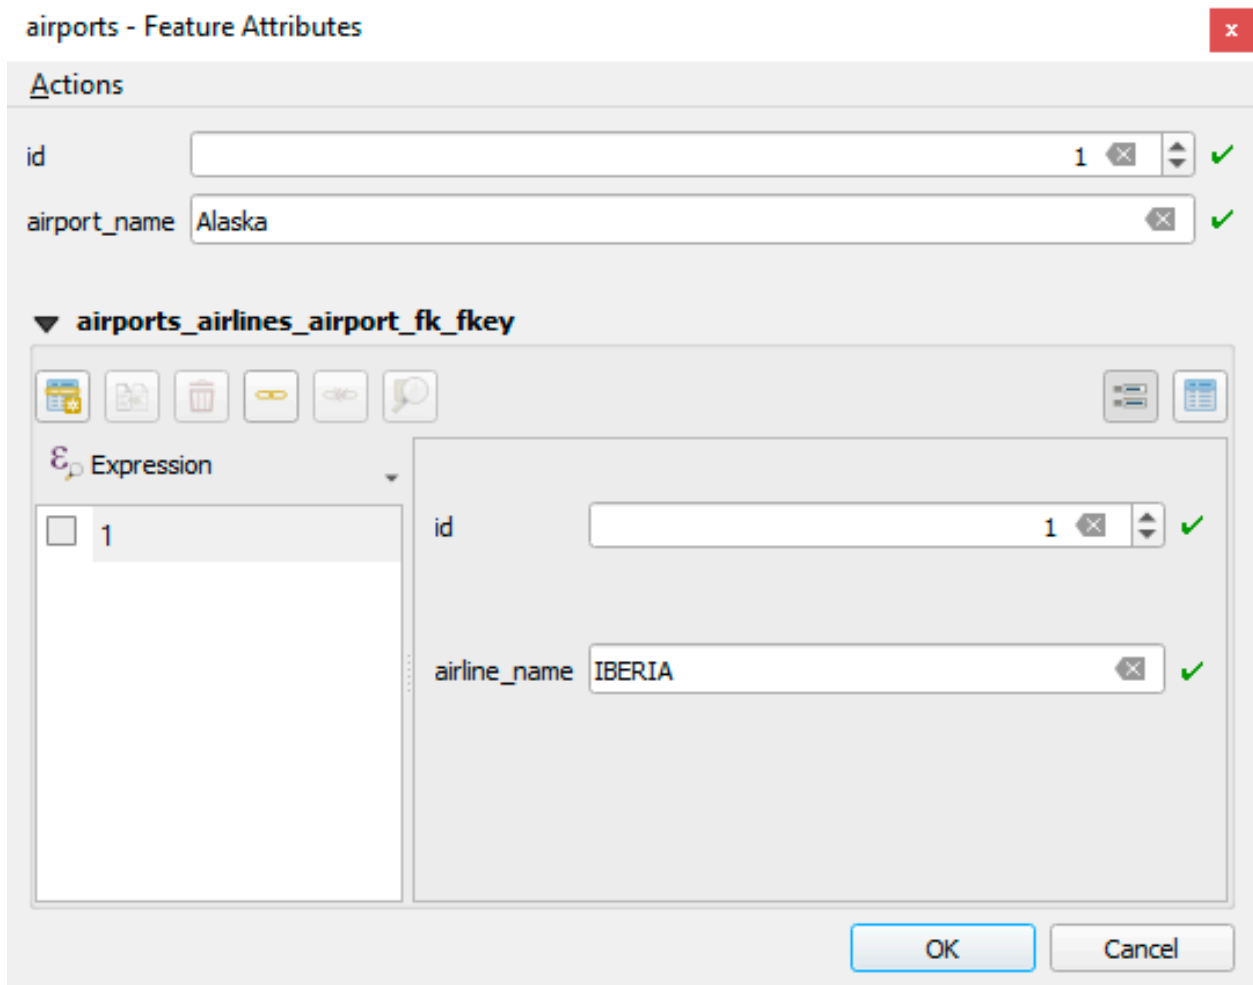 airports - Feature Attributes
x
Actions
id 1
airport_name Alaska
airports_airlines_airport_fk_fkey
Expression
1
id 1
airline_name IBERIA
OK Cancel